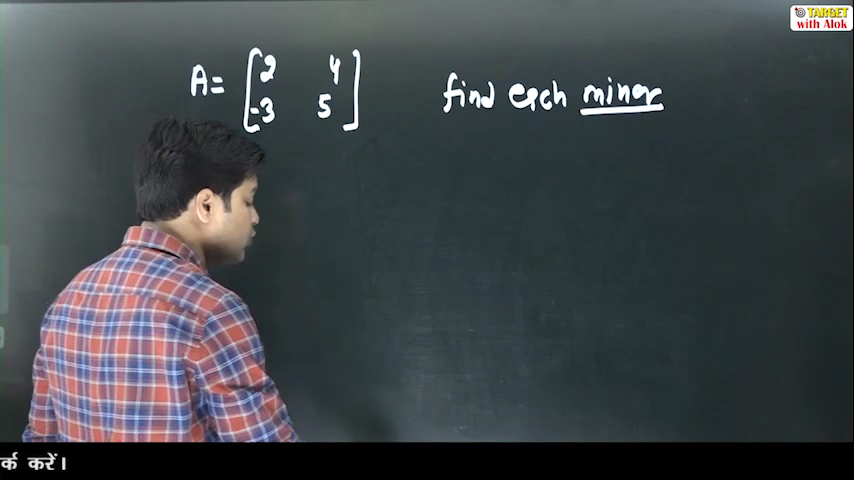 TARGET
with Alok
A = [ 2 4
-3 5 ] find each minor
र्क करें।